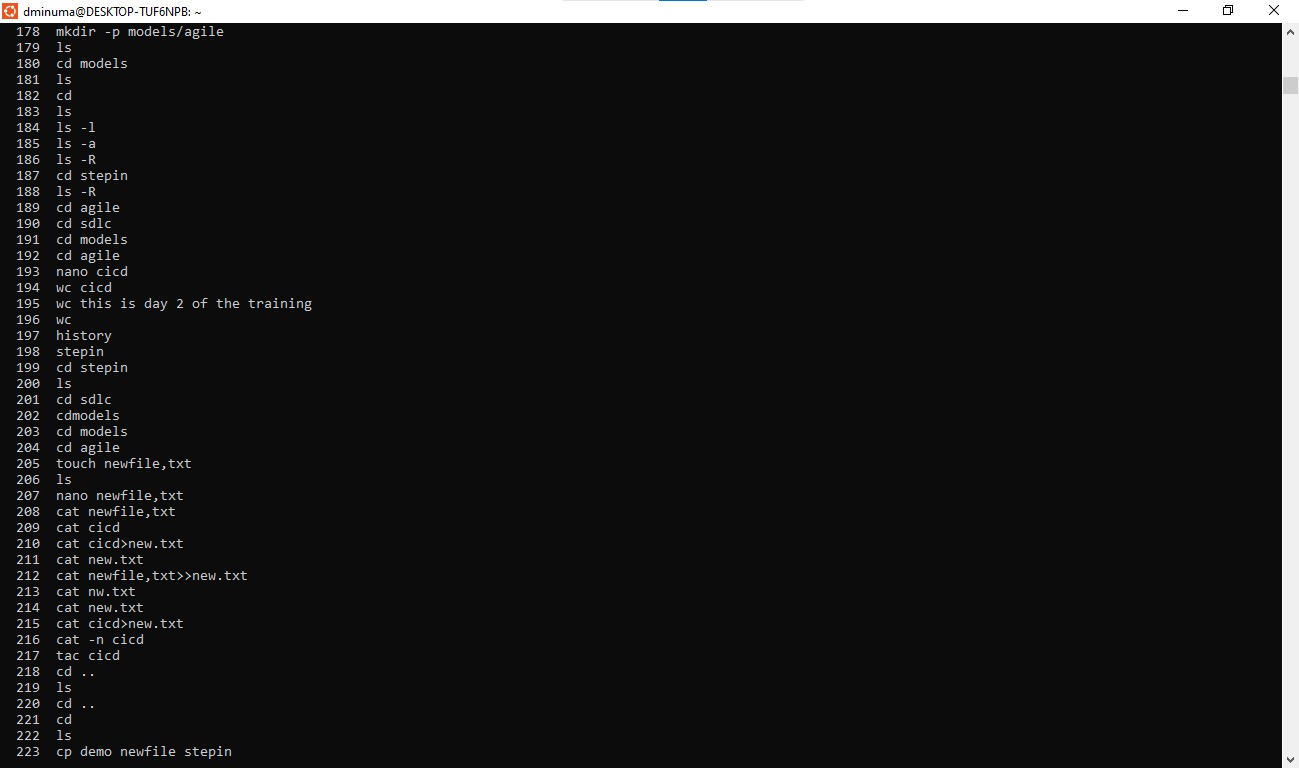 dminuma@DESKTOP-TUF6NPB: ~
178 mkdir -p models/agile
179 ls
180 cd models
181 ls
182 cd
183 ls
184 ls -l
185 ls -a
186 ls -R
187 cd stepin
188 ls -R
189 cd agile
190 cd sdlc
191 cd models
192 cd agile
193 nano cicd
194 wc cicd
195 wc this is day 2 of the training
196 wc
197 history
198 stepin
199 cd stepin
200 ls
201 cd sdlc
202 cdmodels
203 cd models
204 cd agile
205 touch newfile,txt
206 ls
207 nano newfile,txt
208 cat newfile,txt
209 cat cicd
210 cat cicd>new.txt
211 cat new.txt
212 cat newfile,txt>>new.txt
213 cat nw.txt
214 cat new.txt
215 cat cicd>new.txt
216 cat -n cicd
217 tac cicd
218 cd ..
219 ls
220 cd ..
221 cd
222 ls
223 cp demo newfile stepin